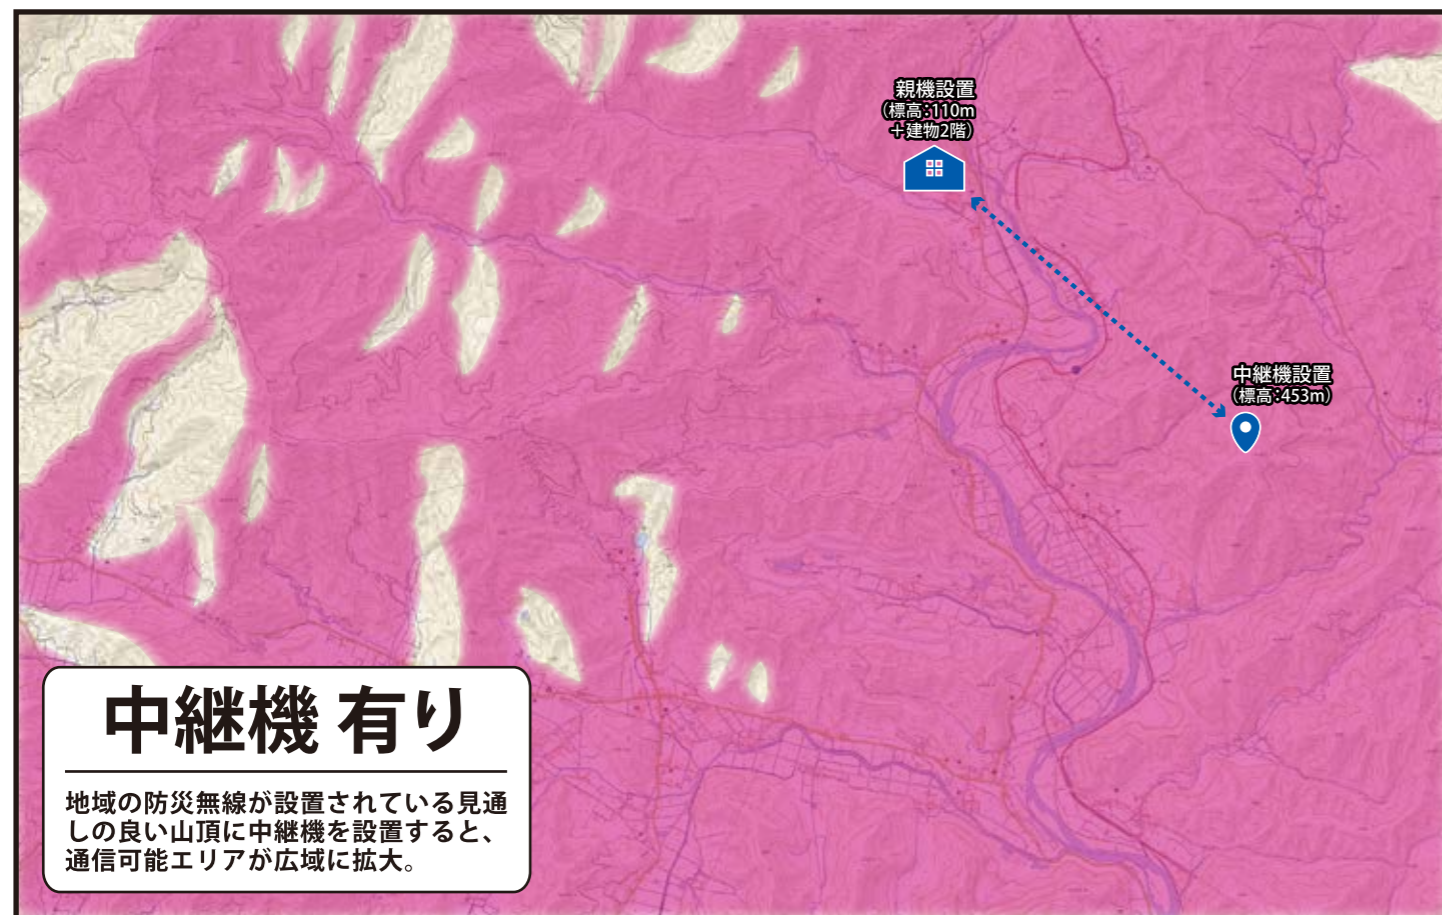 親機設置
(標高:110m
+建物2階)
中継機設置
(標高:453m)
中継機 有り
地域の防災無線が設置されている見通
しの良い山頂に中継機を設置すると、
通信可能エリアが広域に拡大。